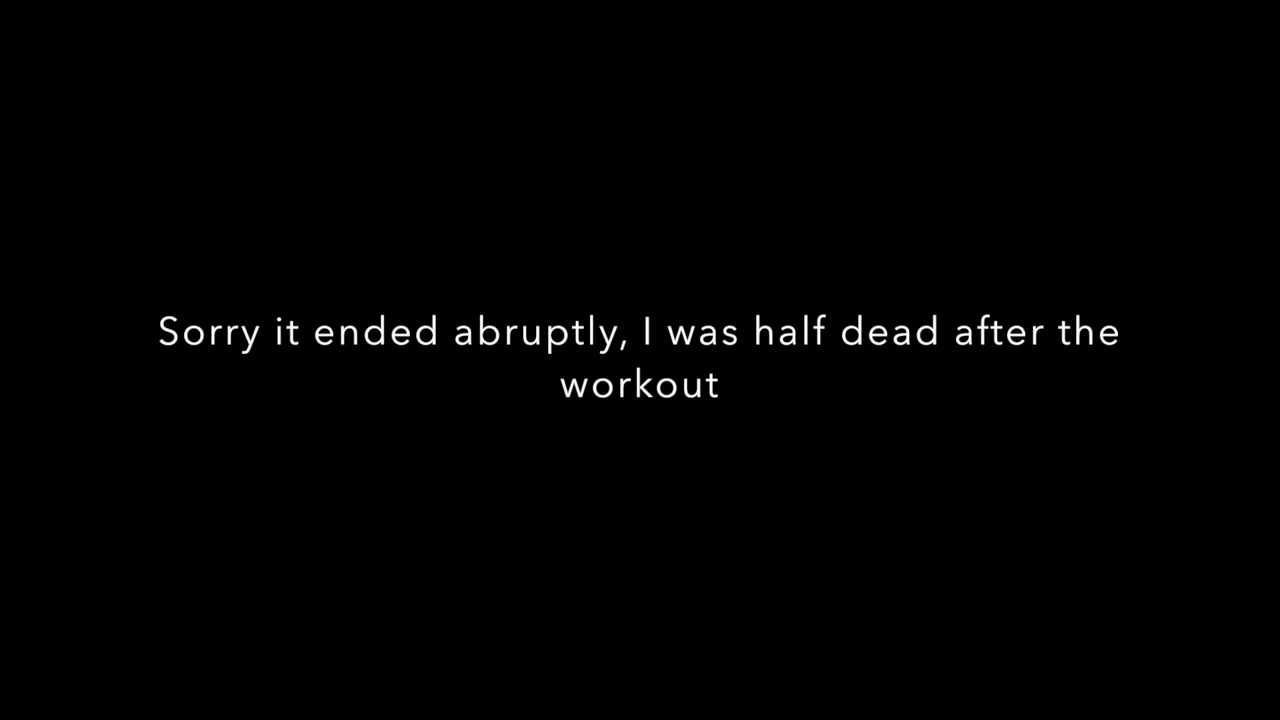 Sorry it ended abruptly, I was half dead after the
workout